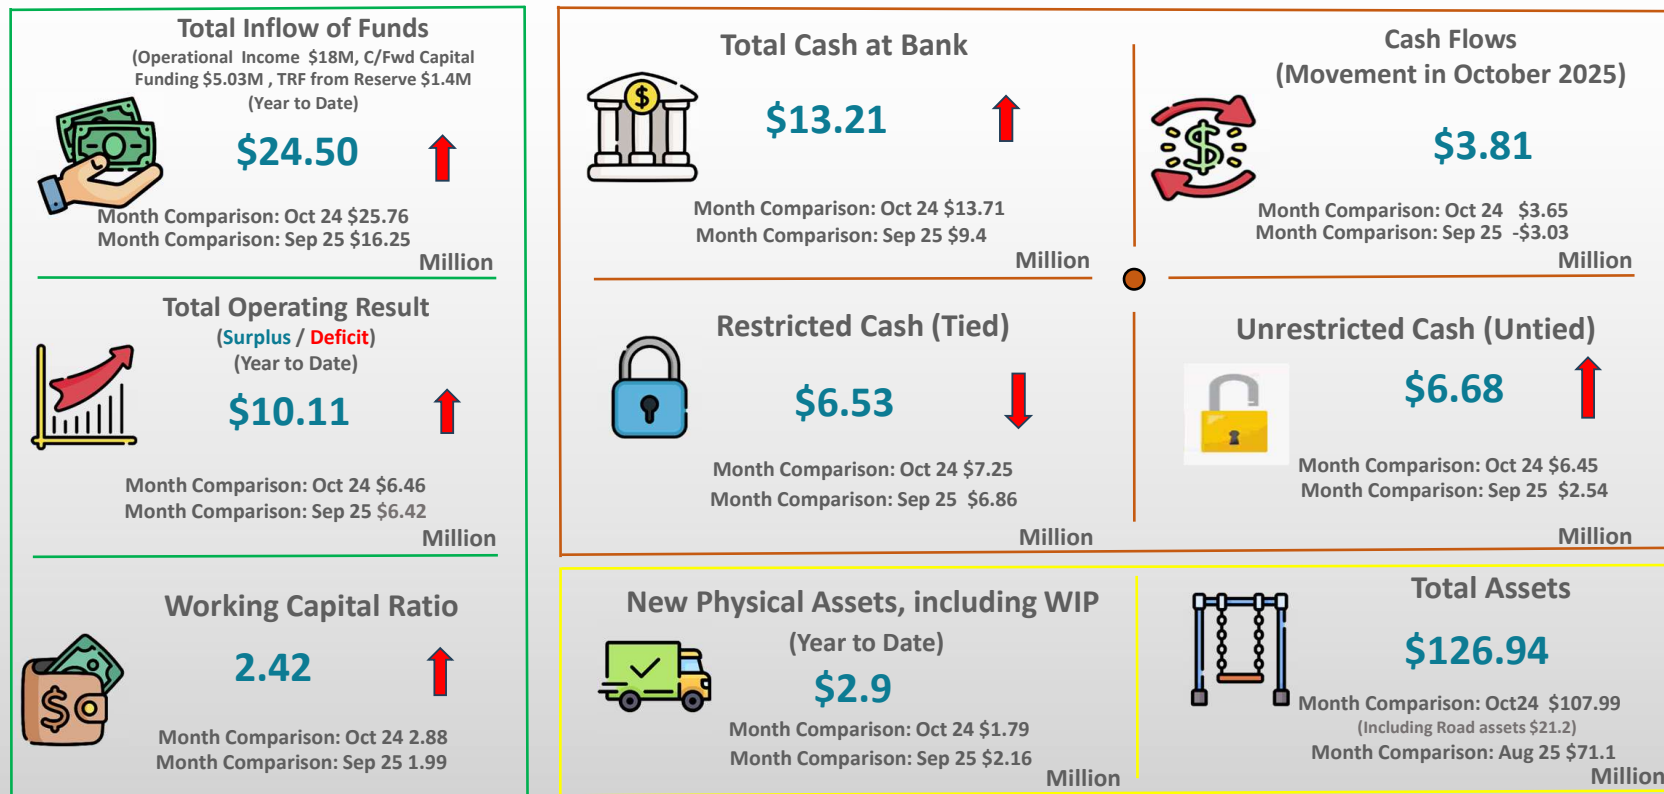 Total Inflow of Funds
(Operational Income $18M, C/Fwd Capital
Funding $5.03M , TRF from Reserve $1.4M
(Year to Date)
$24.50
Month Comparison: Oct 24 $25.76
Month Comparison: Sep 25 $16.25
Million
Total Operating Result
(Surplus / Deficit)
(Year to Date)
$10.11
Month Comparison: Oct 24 $6.46
Month Comparison: Sep 25 $6.42
Million
Working Capital Ratio
2.42
Month Comparison: Oct 24 2.88
Month Comparison: Sep 25 1.99
Total Cash at Bank
$13.21
Month Comparison: Oct 24 $13.71
Month Comparison: Sep 25 $9.4
Million
Cash Flows
(Movement in October 2025)
$3.81
Month Comparison: Oct 24 $3.65
Month Comparison: Sep 25 -$3.03
Million
Restricted Cash (Tied)
$6.53
Month Comparison: Oct 24 $7.25
Month Comparison: Sep 25 $6.86
Million
Unrestricted Cash (Untied)
$6.68
Month Comparison: Oct 24 $6.45
Month Comparison: Sep 25 $2.54
Million
New Physical Assets, including WIP
(Year to Date)
$2.9
Month Comparison: Oct 24 $1.79
Month Comparison: Sep 25 $2.16
Million
Total Assets
$126.94
Month Comparison: Oct24 $107.99
(Including Road assets $21.2)
Month Comparison: Aug 25 $71.1
Million